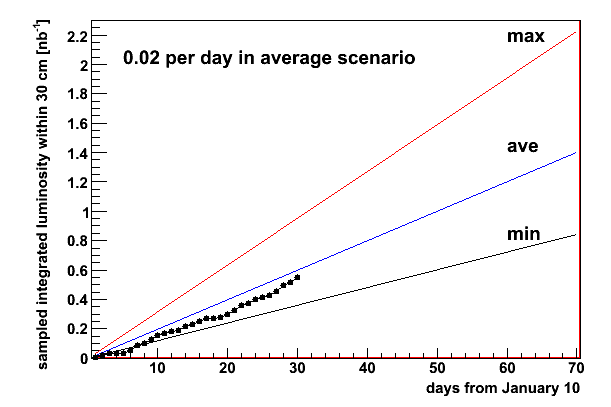 sampled integrated luminosity within 30 cm [nb⁻¹]
0.02 per day in average scenario
max
ave
min
2.2
2
1.8
1.6
1.4
1.2
1
0.8
0.6
0.4
0.2
0
10 20 30 40 50 60 70
days from January 10